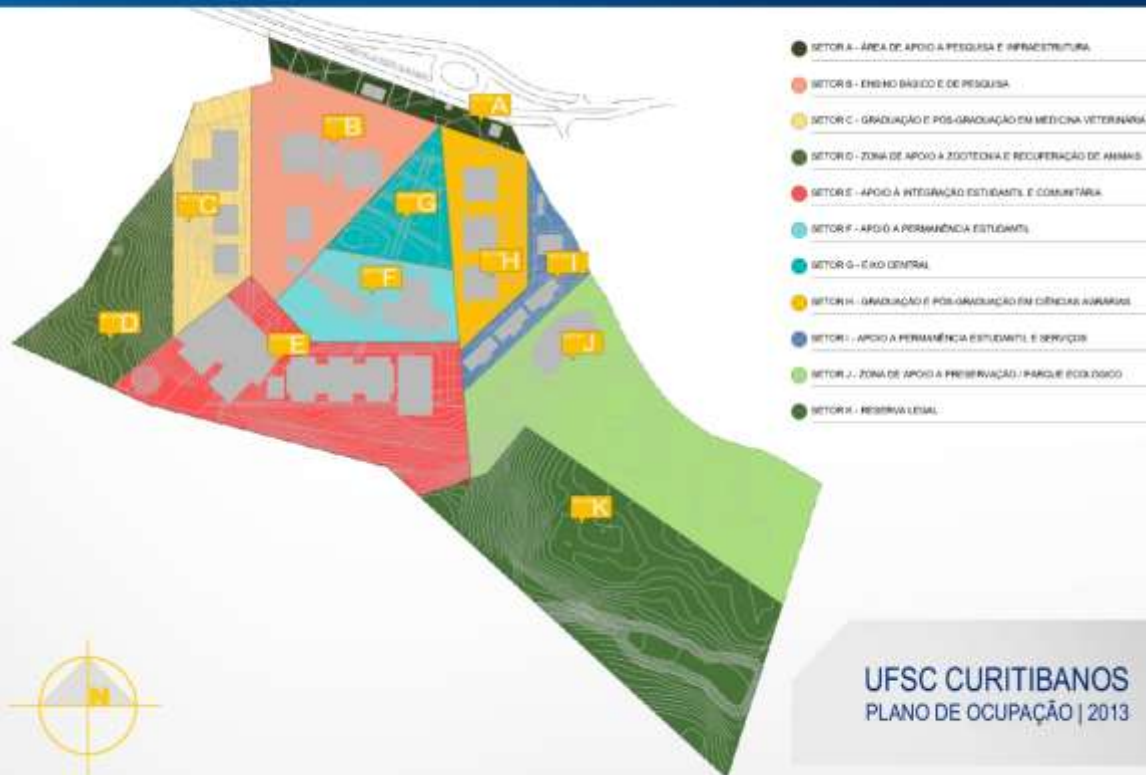 SETOR A - ÁREA DE APOIO A PESQUISA E INFRAESTRUTURA
SETOR B - ENSINO BÁSICO E DE PESQUISA
SETOR C - GRADUAÇÃO E PÓS-GRADUAÇÃO EM MEDICINA VETERINÁRIA
SETOR D - ZONA DE APOIO A ZOOTECNIA E RECUPERAÇÃO DE ANIMAIS
SETOR E - APOIO À INTEGRAÇÃO ESTUDANTIL E COMUNITÁRIA
SETOR F - APOIO A PERMANÊNCIA ESTUDANTIL
SETOR G - EIXO CENTRAL
SETOR H - GRADUAÇÃO E PÓS-GRADUAÇÃO EM CIÊNCIAS AGRÁRIAS
SETOR I - APOIO A PERMANÊNCIA ESTUDANTIL E SERVIÇOS
SETOR J - ZONA DE APOIO A PRESERVAÇÃO / PARQUE ECOLÓGICO
SETOR K - RESERVA LEGAL
A
B
C
G
H
I
F
D
E
J
K
N
UFSC CURITIBANOS
PLANO DE OCUPAÇÃO | 2013